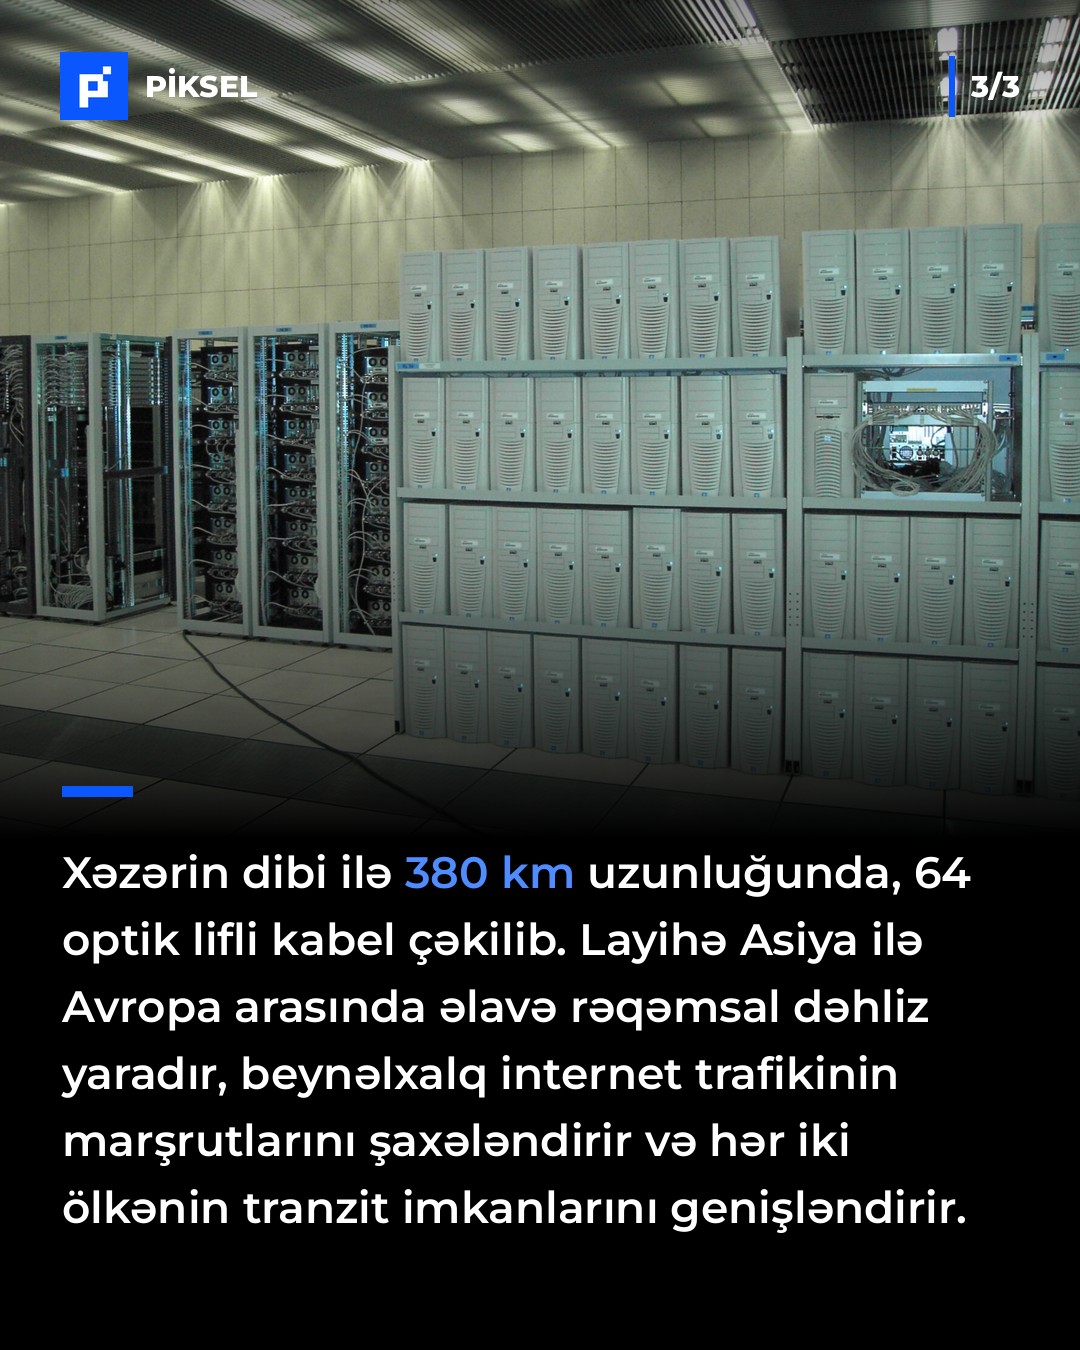 PİKSEL
3/3
Xəzərin dibi ilə 380 km uzunluğunda, 64
optik lifli kabel çəkilib. Layihə Asiya ilə
Avropa arasında əlavə rəqəmsal dəhliz
yaradır, beynəlxalq internet trafikinin
marşrutlarını şaxələndirir və hər iki
ölkənin tranzit imkanlarını genişləndirir.